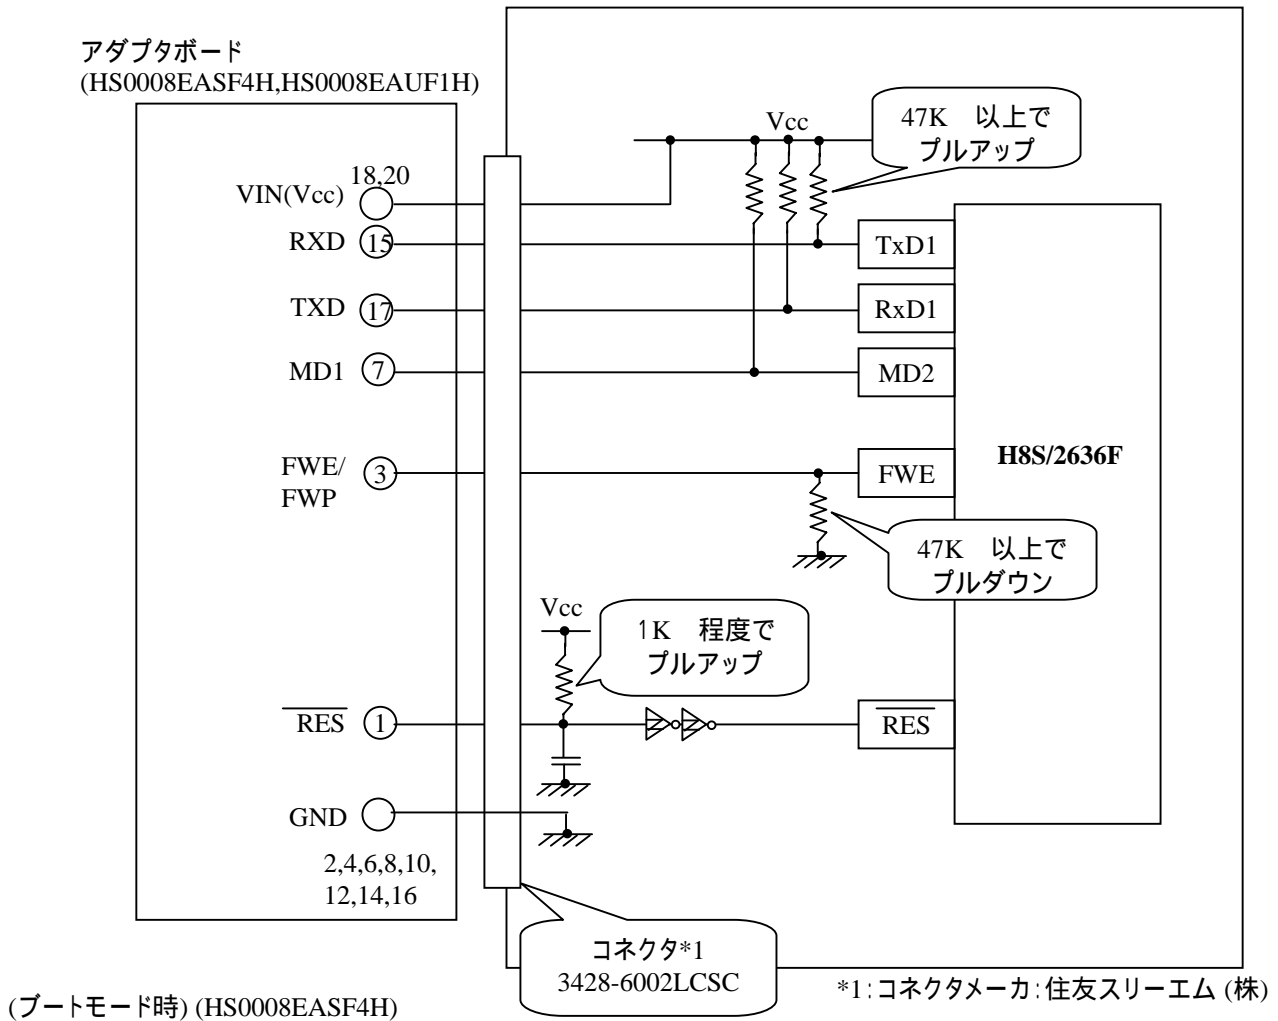 アダプタボード
(HS0008EASF4H,HS0008EAUF1H)
Vcc
47K 以上で
プルアップ
18,20
VIN(Vcc)
RXD 15
TxD1
TXD 17
RxD1
MD1 7
MD2
H8S/2636F
FWE/
FWP
3
FWE
47K 以上で
プルダウン
Vcc
1K 程度で
プルアップ
RES 1
RES
GND
2,4,6,8,10,
12,14,16
コネクタ*1
3428-6002LCSC
*1:コネクタメーカ:住友スリーエム(株)
(ブートモード時) (HS0008EASF4H)